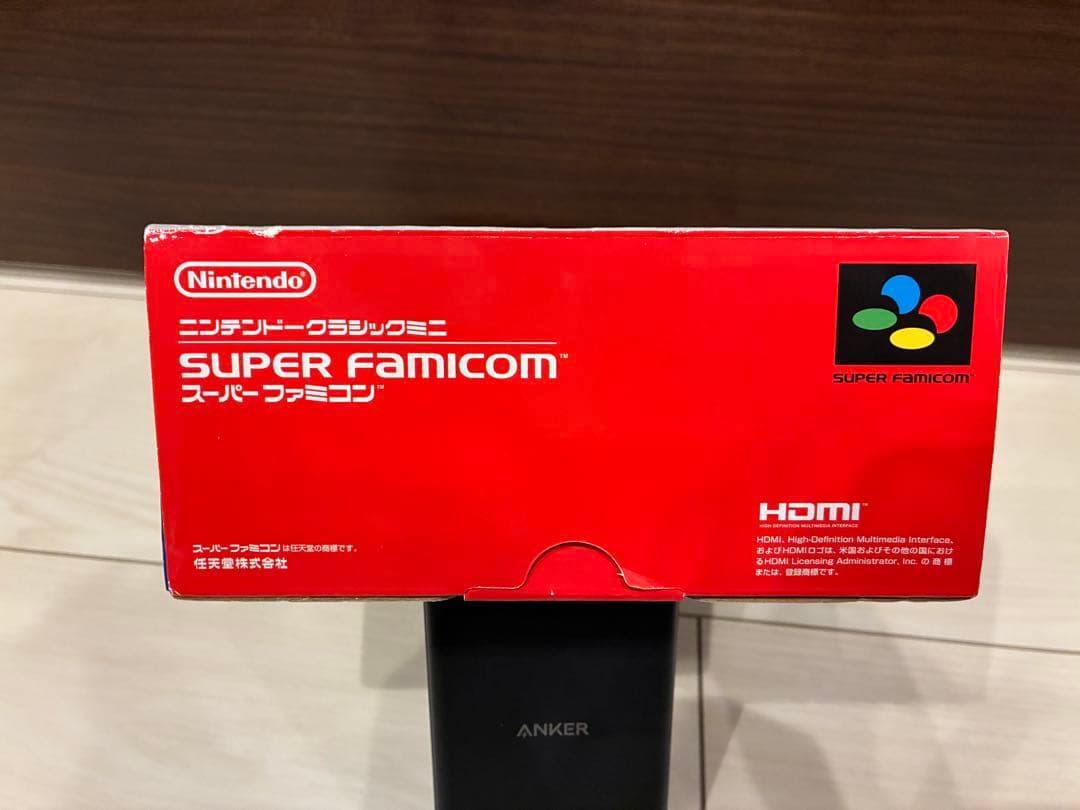 Nintendo®
ニンテンドークラシックミニ
SUPER FAMICOM™
スーパーファミコン™
SUPER FAMICOM
HDMI™
HIGH DEFINITION MULTIMEDIA INTERFACE
HDMI、High-Definition Multimedia Interface、
およびHDMIロゴは、米国およびその他の国におけ
るHDMI Licensing Administrator, Inc. の商標
または、登録商標です。
スーパーファミコンは任天堂の商標です。
任天堂株式会社
ANKER